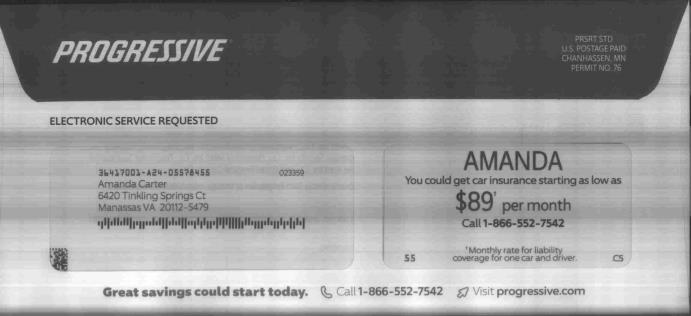 PROGRESSIVE
PRSRT STD
U.S. POSTAGE PAID
CHANHASSEN, MN
PERMIT NO. 76
ELECTRONIC SERVICE REQUESTED
36417001-A24-05578455 023359
Amanda Carter
6420 Tinkling Springs Ct
Manassas VA 20112-5479
AMANDA
You could get car insurance starting as low as
$89† per month
Call 1-866-552-7542
†Monthly rate for liability
coverage for one car and driver.
55 C5
Great savings could start today. Call 1-866-552-7542 Visit progressive.com